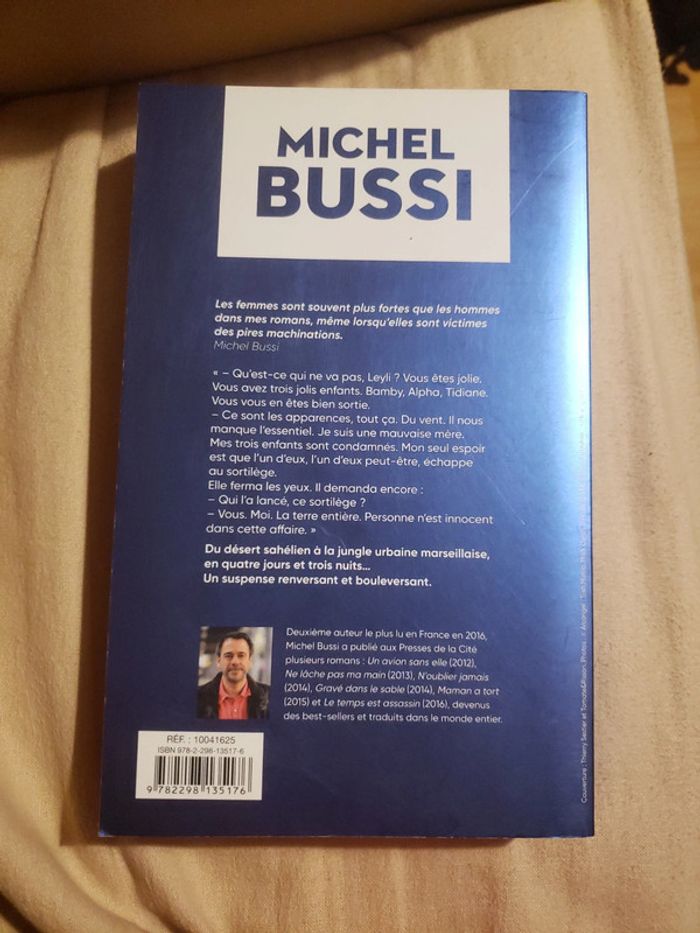 MICHEL
BUSSI
Les femmes sont souvent plus fortes que les hommes
dans mes romans, même lorsqu'elles sont victimes
des pires machinations.
Michel Bussi
« – Qu'est-ce qui ne va pas, Leyli ? Vous êtes jolie.
Vous avez trois jolis enfants. Bamby, Alpha, Tidiane.
Vous vous en êtes bien sortie.
– Ce sont les apparences, tout ça. Du vent. Il nous
manque l'essentiel. Je suis une mauvaise mère.
Mes trois enfants sont condamnés. Mon seul espoir
est que l'un d'eux, l'un d'eux peut-être, échappe
au sortilège.
Elle ferma les yeux. Il demanda encore :
– Qui l'a lancé, ce sortilège ?
– Vous. Moi. La terre entière. Personne n'est innocent
dans cette affaire. »
Du désert sahélien à la jungle urbaine marseillaise,
en quatre jours et trois nuits...
Un suspense renversant et bouleversant.
Deuxième auteur le plus lu en France en 2016,
Michel Bussi a publié aux Presses de la Cité
plusieurs romans : Un avion sans elle (2012),
Ne lâche pas ma main (2013), N'oublier jamais
(2014), Gravé dans le sable (2014), Maman a tort
(2015) et Le temps est assassin (2016), devenus
des best-sellers et traduits dans le monde entier.
RÉF. : 10041625
ISBN 978-2-298-13517-6
9 782298 135176
Couverture : Thierry Sestier et Tomate&Poisson. Photos :